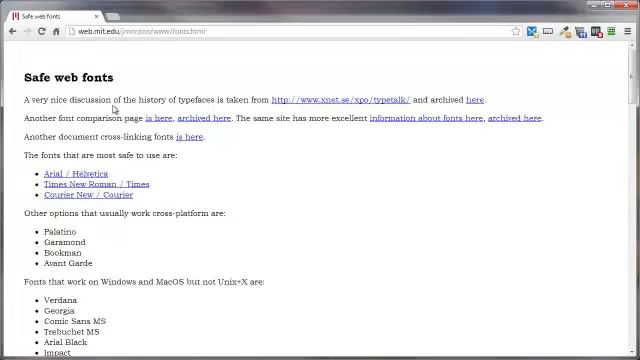 Safe web fonts
web.mit.edu/jmorzins/www/fonts.html
Safe web fonts
A very nice discussion of the history of typefaces is taken from http://www.xnet.se/xpo/typetalk/ and archived here.
Another font comparison page is here, archived here. The same site has more excellent information about fonts here, archived here.
Another document cross-linking fonts is here.
The fonts that are most safe to use are:
Arial / Helvetica
Times New Roman / Times
Courier New / Courier
Other options that usually work cross-platform are:
Palatino
Garamond
Bookman
Avant Garde
Fonts that work on Windows and MacOS but not Unix+X are:
Verdana
Georgia
Comic Sans MS
Trebuchet MS
Arial Black
Impact